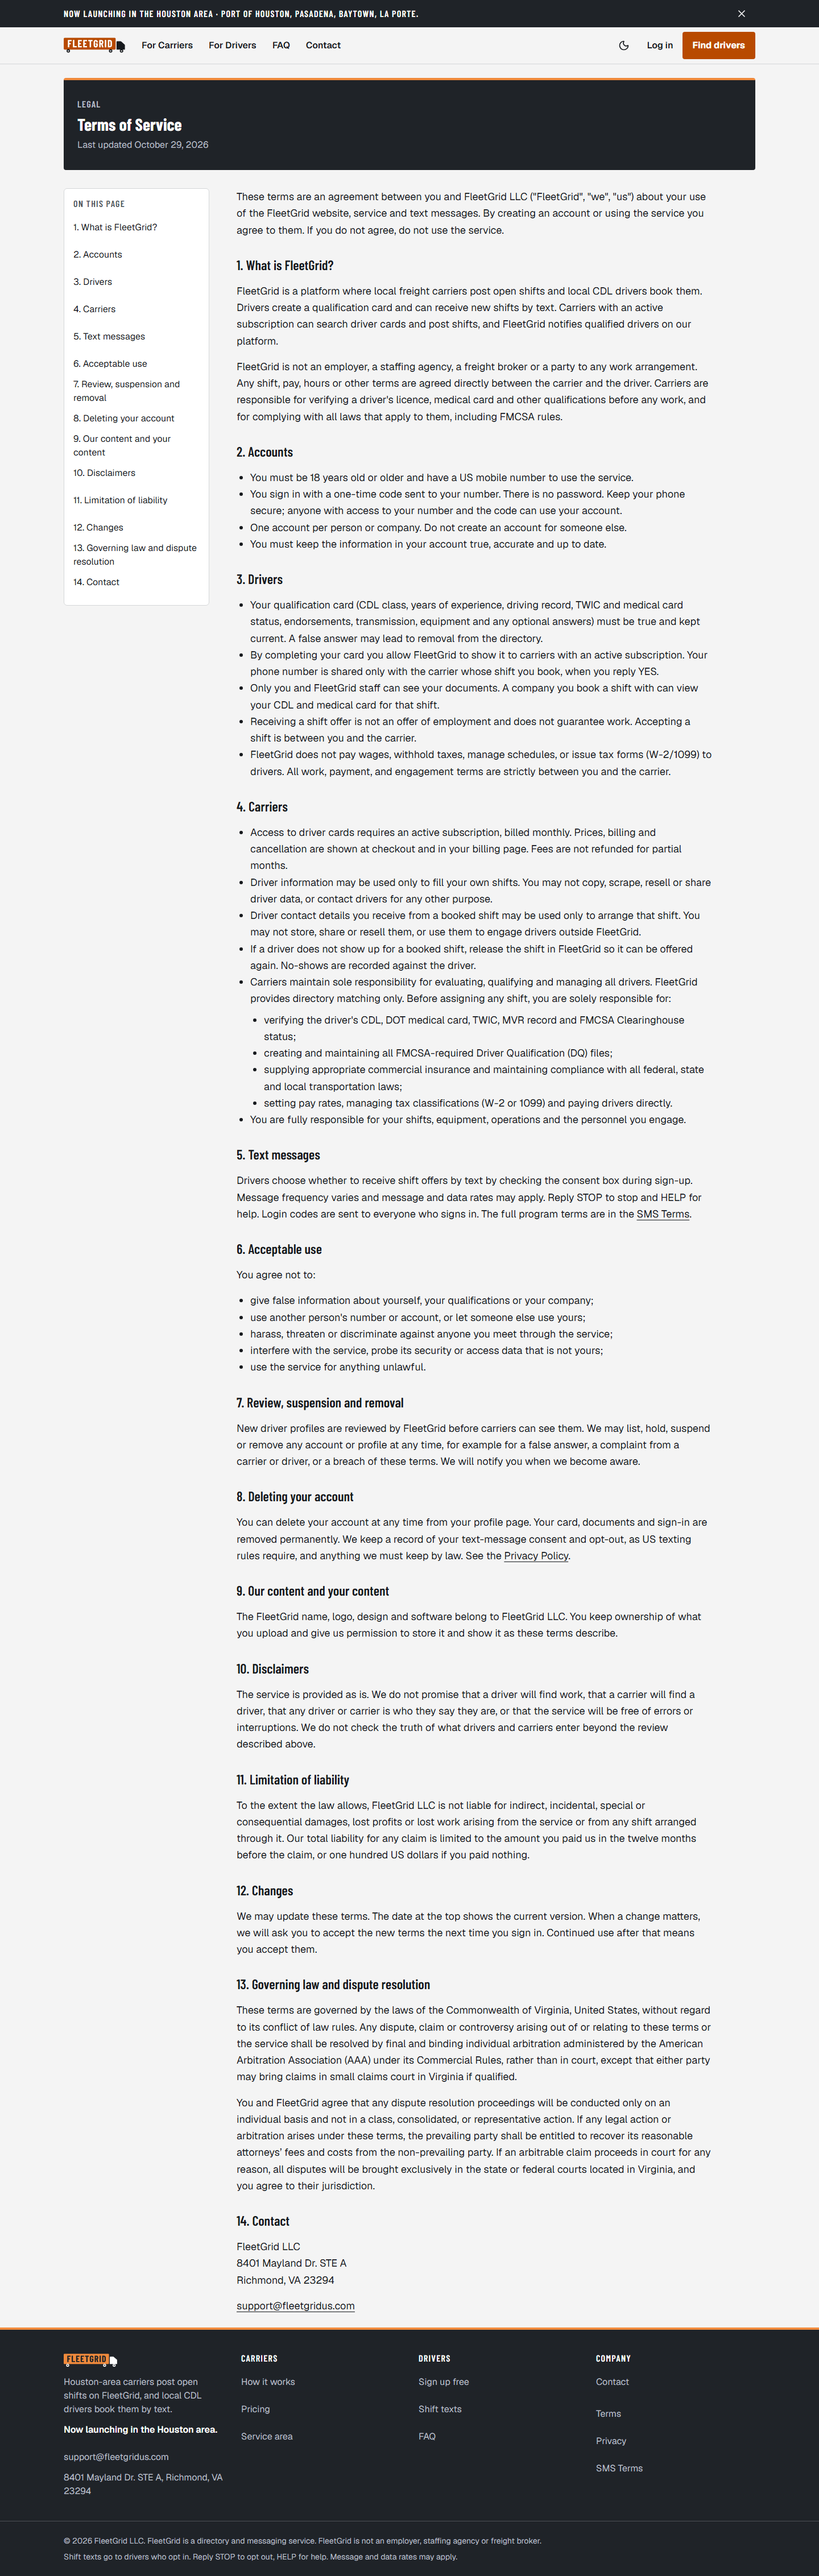 NOW LAUNCHING IN THE HOUSTON AREA · PORT OF HOUSTON, PASADENA, BAYTOWN, LA PORTE.
FLEETGRID
For Carriers
For Drivers
FAQ
Contact
Log in
Find drivers
LEGAL
Terms of Service
Last updated October 29, 2026
ON THIS PAGE
1. What is FleetGrid?
2. Accounts
3. Drivers
4. Carriers
5. Text messages
6. Acceptable use
7. Review, suspension and
removal
8. Deleting your account
9. Our content and your
content
10. Disclaimers
11. Limitation of liability
12. Changes
13. Governing law and dispute
resolution
14. Contact
These terms are an agreement between you and FleetGrid LLC ("FleetGrid", "we", "us") about your use
of the FleetGrid website, service and text messages. By creating an account or using the service you
agree to them. If you do not agree, do not use the service.
1. What is FleetGrid?
FleetGrid is a platform where local freight carriers post open shifts and local CDL drivers book them.
Drivers create a qualification card and can receive new shifts by text. Carriers with an active
subscription can search driver cards and post shifts, and FleetGrid notifies qualified drivers on our
platform.
FleetGrid is not an employer, a staffing agency, a freight broker or a party to any work arrangement.
Any shift, pay, hours or other terms are agreed directly between the carrier and the driver. Carriers are
responsible for verifying a driver's licence, medical card and other qualifications before any work, and
for complying with all laws that apply to them, including FMCSA rules.
2. Accounts
• You must be 18 years old or older and have a US mobile number to use the service.
• You sign in with a one-time code sent to your number. There is no password. Keep your phone
secure; anyone with access to your number and the code can use your account.
• One account per person or company. Do not create an account for someone else.
• You must keep the information in your account true, accurate and up to date.
3. Drivers
• Your qualification card (CDL class, years of experience, driving record, TWIC and medical card
status, endorsements, transmission, equipment and any optional answers) must be true and kept
current. A false answer may lead to removal from the directory.
• By completing your card you allow FleetGrid to show it to carriers with an active subscription. Your
phone number is shared only with the carrier whose shift you book, when you reply YES.
• Only you and FleetGrid staff can see your documents. A company you book a shift with can view
your CDL and medical card for that shift.
• Receiving a shift offer is not an offer of employment and does not guarantee work. Accepting a
shift is between you and the carrier.
• FleetGrid does not pay wages, withhold taxes, manage schedules, or issue tax forms (W-2/1099) to
drivers. All work, payment, and engagement terms are strictly between you and the carrier.
4. Carriers
• Access to driver cards requires an active subscription, billed monthly. Prices, billing and
cancellation are shown at checkout and in your billing page. Fees are not refunded for partial
months.
• Driver information may be used only to fill your own shifts. You may not copy, scrape, resell or share
driver data, or contact drivers for any other purpose.
• Driver contact details you receive from a booked shift may be used only to arrange that shift. You
may not store, share or resell them, or use them to engage drivers outside FleetGrid.
• If a driver does not show up for a booked shift, release the shift in FleetGrid so it can be offered
again. No-shows are recorded against the driver.
• Carriers maintain sole responsibility for evaluating, qualifying and managing all drivers. FleetGrid
provides directory matching only. Before assigning any shift, you are solely responsible for:
• verifying the driver's CDL, DOT medical card, TWIC, MVR record and FMCSA Clearinghouse
status;
• creating and maintaining all FMCSA-required Driver Qualification (DQ) files;
• supplying appropriate commercial insurance and maintaining compliance with all federal, state
and local transportation laws;
• setting pay rates, managing tax classifications (W-2 or 1099) and paying drivers directly.
• You are fully responsible for your shifts, equipment, operations and the personnel you engage.
5. Text messages
Drivers choose whether to receive shift offers by text by checking the consent box during sign-up.
Message frequency varies and message and data rates may apply. Reply STOP to stop and HELP for
help. Login codes are sent to everyone who signs in. The full program terms are in the SMS Terms.
6. Acceptable use
You agree not to:
• give false information about yourself, your qualifications or your company;
• use another person's number or account, or let someone else use yours;
• harass, threaten or discriminate against anyone you meet through the service;
• interfere with the service, probe its security or access data that is not yours;
• use the service for anything unlawful.
7. Review, suspension and removal
New driver profiles are reviewed by FleetGrid before carriers can see them. We may list, hold, suspend
or remove any account or profile at any time, for example for a false answer, a complaint from a
carrier or driver, or a breach of these terms. We will notify you when we become aware.
8. Deleting your account
You can delete your account at any time from your profile page. Your card, documents and sign-in are
removed permanently. We keep a record of your text-message consent and opt-out, as US texting
rules require, and anything we must keep by law. See the Privacy Policy.
9. Our content and your content
The FleetGrid name, logo, design and software belong to FleetGrid LLC. You keep ownership of what
you upload and give us permission to store it and show it as these terms describe.
10. Disclaimers
The service is provided as is. We do not promise that a driver will find work, that a carrier will find a
driver, that any driver or carrier is who they say they are, or that the service will be free of errors or
interruptions. We do not check the truth of what drivers and carriers enter beyond the review
described above.
11. Limitation of liability
To the extent the law allows, FleetGrid LLC is not liable for indirect, incidental, special or
consequential damages, lost profits or lost work arising from the service or from any shift arranged
through it. Our total liability for any claim is limited to the amount you paid us in the twelve months
before the claim, or one hundred US dollars if you paid nothing.
12. Changes
We may update these terms. The date at the top shows the current version. When a change matters,
we will ask you to accept the new terms the next time you sign in. Continued use after that means
you accept them.
13. Governing law and dispute resolution
These terms are governed by the laws of the Commonwealth of Virginia, United States, without regard
to its conflict of law rules. Any dispute, claim or controversy arising out of or relating to these terms or
the service shall be resolved by final and binding individual arbitration administered by the American
Arbitration Association (AAA) under its Commercial Rules, rather than in court, except that either party
may bring claims in small claims court in Virginia if qualified.
You and FleetGrid agree that any dispute resolution proceedings will be conducted only on an
individual basis and not in a class, consolidated, or representative action. If any legal action or
arbitration arises under these terms, the prevailing party shall be entitled to recover its reasonable
attorneys' fees and costs from the non-prevailing party. If an arbitrable claim proceeds in court for any
reason, all disputes will be brought exclusively in the state or federal courts located in Virginia, and
you agree to their jurisdiction.
14. Contact
FleetGrid LLC
8401 Mayland Dr. STE A
Richmond, VA 23294
support@fleetgridus.com
FLEETGRID
Houston-area carriers post open
shifts on FleetGrid, and local CDL
drivers book them by text.
Now launching in the Houston area.
support@fleetgridus.com
8401 Mayland Dr. STE A, Richmond, VA
23294
CARRIERS
How it works
Pricing
Service area
DRIVERS
Sign up free
Shift texts
FAQ
COMPANY
Contact
Terms
Privacy
SMS Terms
© 2026 FleetGrid LLC. FleetGrid is a directory and messaging service. FleetGrid is not an employer, staffing agency or freight broker.
Shift texts go to drivers who opt in. Reply STOP to opt out, HELP for help. Message and data rates may apply.